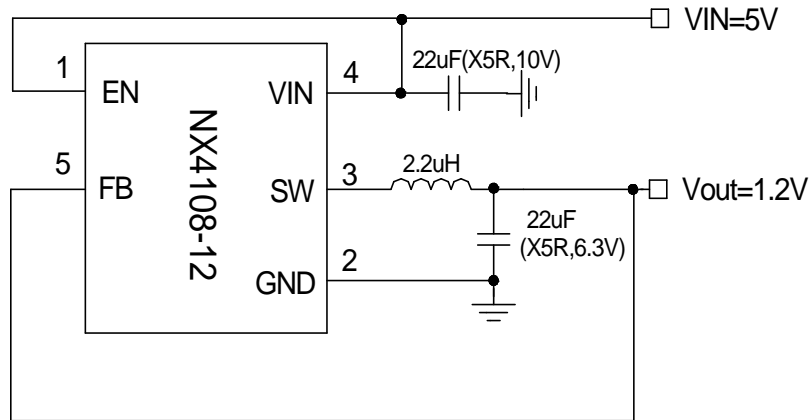 VIN=5V
22uF(X5R,10V)
1
4
EN
VIN
NX4108-12
5
FB
SW
3
2.2uH
Vout=1.2V
22uF
(X5R,6.3V)
GND
2